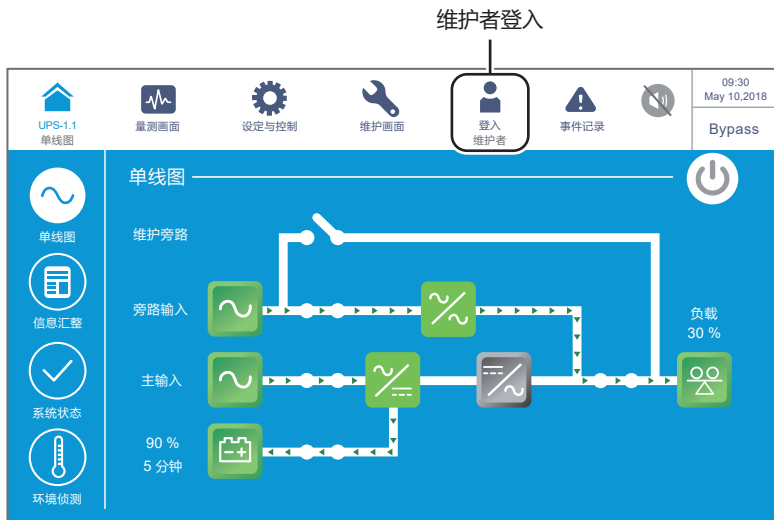 维护者登入
UPS-1.1
单线图
量测画面
设定与控制
维护画面
登入
维护者
事件记录
09:30
May 10,2018
Bypass
单线图
信息汇整
系统状态
环境侦测
单线图
维护旁路
旁路输入
主输入
90 %
5 分钟
负载
30 %